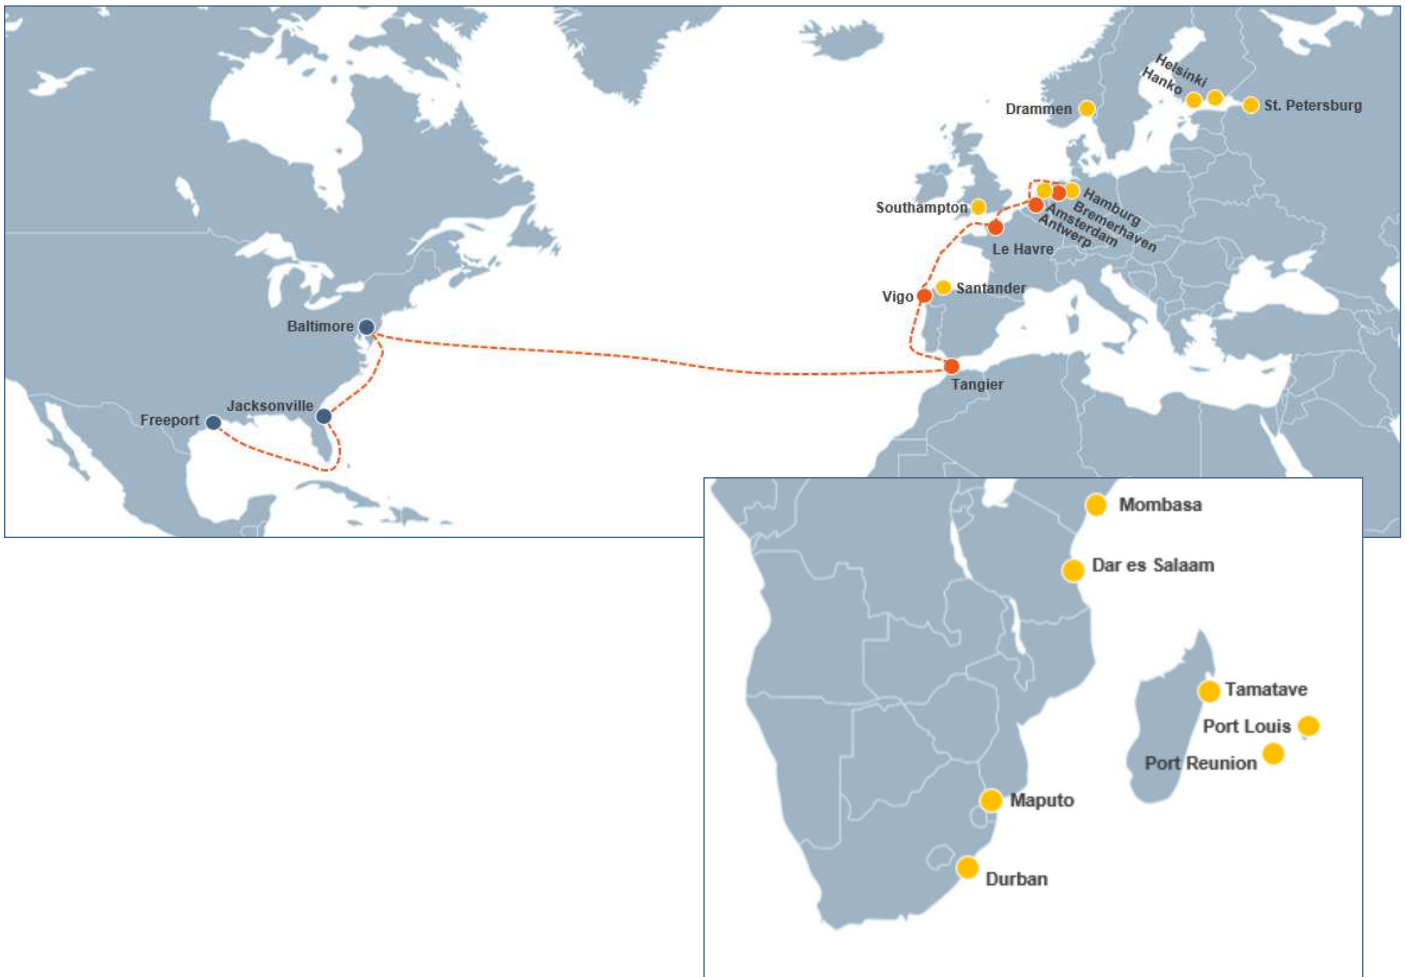 Helsinki
Hanko
Drammen
St. Petersburg
Southampton
Hamburg
Bremerhaven
Amsterdam
Antwerp
Le Havre
Santander
Vigo
Baltimore
Tangier
Jacksonville
Freeport
Mombasa
Dar es Salaam
Tamatave
Port Louis
Port Reunion
Maputo
Durban